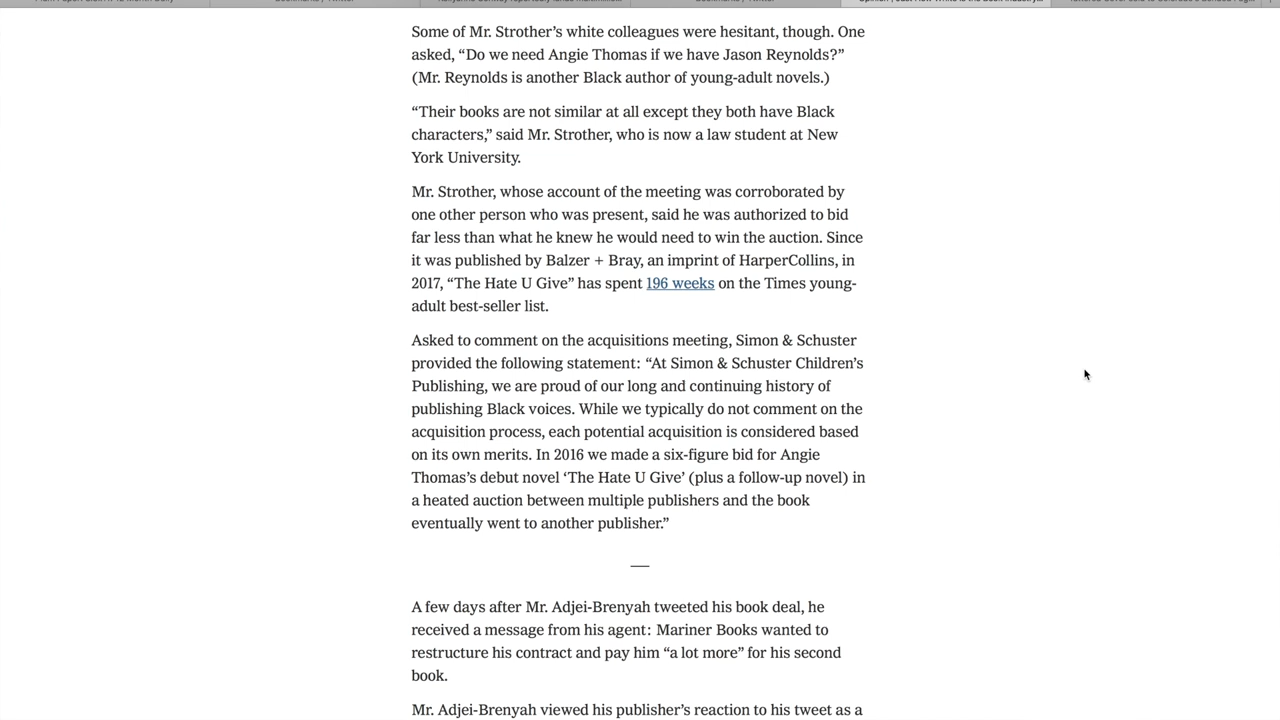 Some of Mr. Strother’s white colleagues were hesitant, though. One
asked, “Do we need Angie Thomas if we have Jason Reynolds?”
(Mr. Reynolds is another Black author of young-adult novels.)
“Their books are not similar at all except they both have Black
characters,” said Mr. Strother, who is now a law student at New
York University.
Mr. Strother, whose account of the meeting was corroborated by
one other person who was present, said he was authorized to bid
far less than what he knew he would need to win the auction. Since
it was published by Balzer + Bray, an imprint of HarperCollins, in
2017, “The Hate U Give” has spent 196 weeks on the Times young-
adult best-seller list.
Asked to comment on the acquisitions meeting, Simon & Schuster
provided the following statement: “At Simon & Schuster Children’s
Publishing, we are proud of our long and continuing history of
publishing Black voices. While we typically do not comment on the
acquisition process, each potential acquisition is considered based
on its own merits. In 2016 we made a six-figure bid for Angie
Thomas’s debut novel ‘The Hate U Give’ (plus a follow-up novel) in
a heated auction between multiple publishers and the book
eventually went to another publisher.”
A few days after Mr. Adjei-Brenyah tweeted his book deal, he
received a message from his agent: Mariner Books wanted to
restructure his contract and pay him “a lot more” for his second
book.
Mr. Adjei-Brenyah viewed his publisher’s reaction to his tweet as a